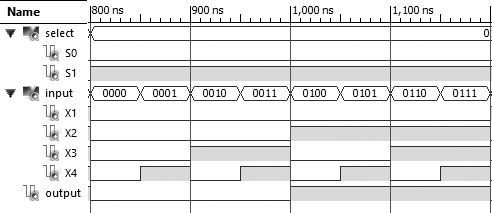 Name 800 ns 900 ns 1,000 ns 1,100 ns
select 0
S0
S1
input 0000 0001 0010 0011 0100 0101 0110 0111
X1
X2
X3
X4
output